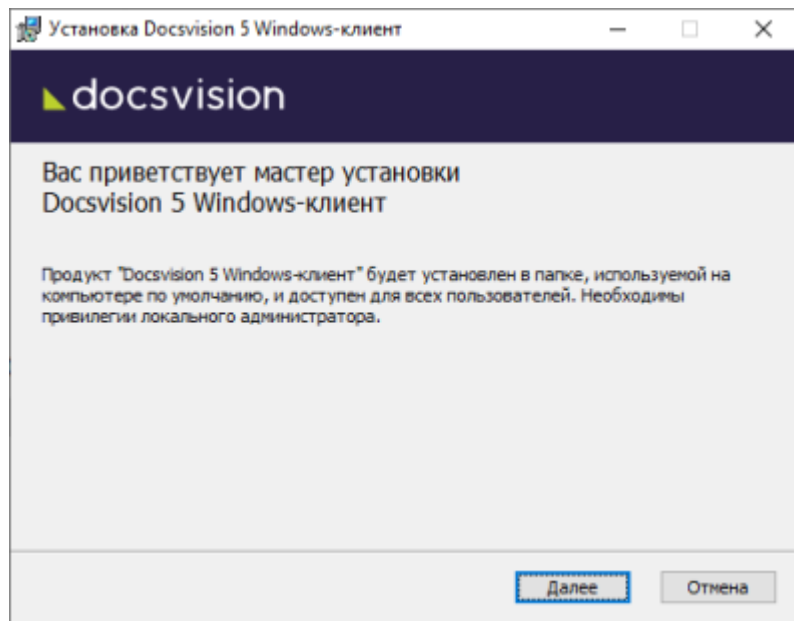 Установка Docsvision 5 Windows-клиент
docsvision
Вас приветствует мастер установки
Docsvision 5 Windows-клиент
Продукт "Docsvision 5 Windows-клиент" будет установлен в папке, используемой на
компьютере по умолчанию, и доступен для всех пользователей. Необходимы
привилегии локального администратора.
Далее
Отмена